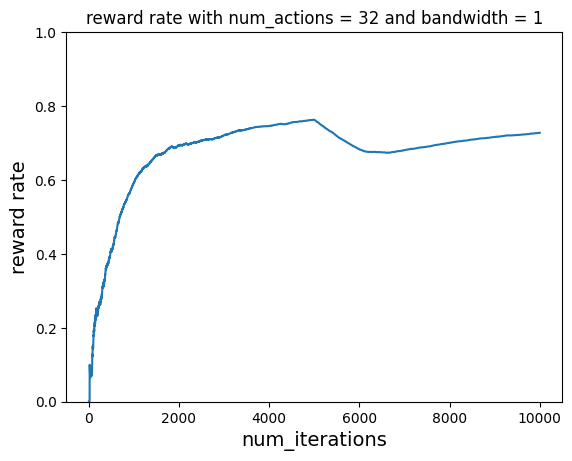 reward rate with num_actions = 32 and bandwidth = 1
1.0
0.8
0.6
0.4
0.2
0.0
reward rate
0 2000 4000 6000 8000 10000
num_iterations